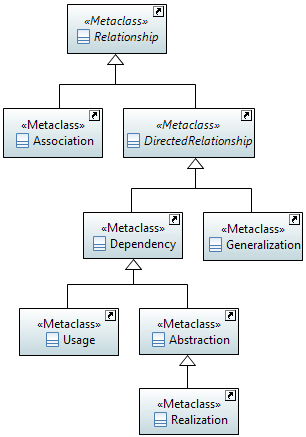 «Metaclass»
Relationship
«Metaclass»
Association
«Metaclass»
DirectedRelationship
«Metaclass»
Dependency
«Metaclass»
Generalization
«Metaclass»
Usage
«Metaclass»
Abstraction
«Metaclass»
Realization